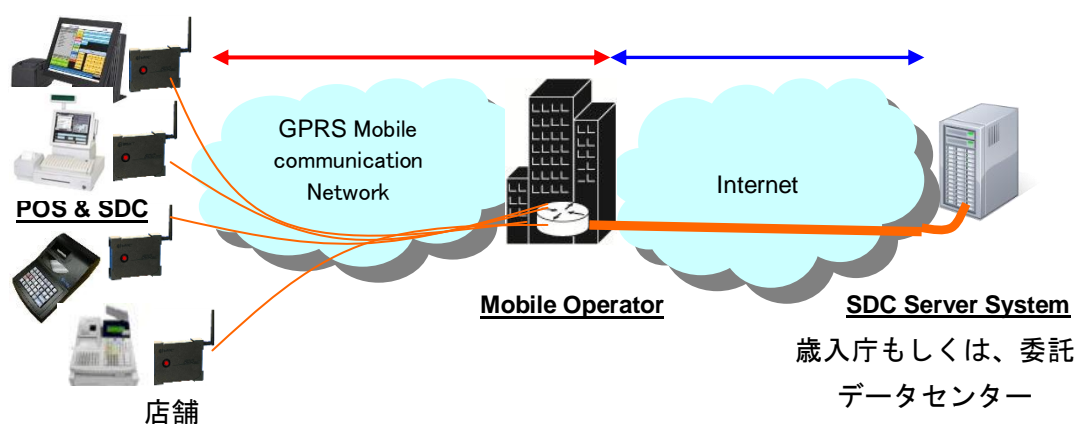 GPRS Mobile
communication
Network
Internet
POS & SDC
Mobile Operator
SDC Server System
歳入庁もしくは、委託
データセンター
店舗